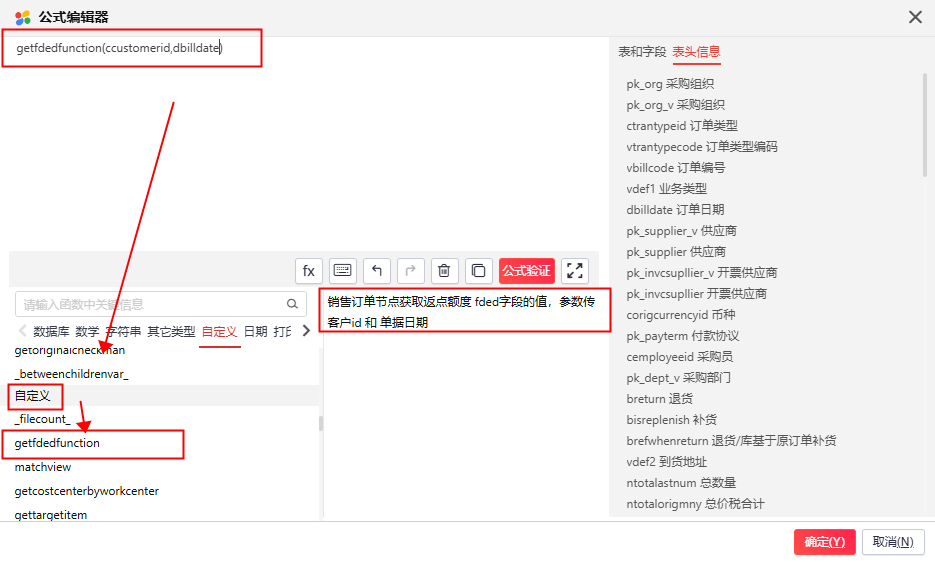 公式编辑器
getfdedfunction(ccustomerid,dbilldate)
fx
公式验证
请输入函数中关键信息
数据库 数学 字符串 其它类型 自定义 日期 打印
getoriginalcheckman
_betweenchildrenvar_
自定义
_filecount_
getfdedfunction
matchview
getcostcenterbyworkcenter
gettargetitem
销售订单节点获取返点额度 fded字段的值，参数传
客户id 和 单据日期
表和字段 表头信息
pk_org 采购组织
pk_org_v 采购组织
ctrantypeid 订单类型
vtrantypecode 订单类型编码
vbillcode 订单编号
vdef1 业务类型
dbilldate 订单日期
pk_supplier_v 供应商
pk_supplier 供应商
pk_invcsupllier_v 开票供应商
pk_invcsupllier 开票供应商
corigcurrencyid 币种
pk_payterm 付款协议
cemployeeid 采购员
pk_dept_v 采购部门
breturn 退货
bisreplenish 补货
brefwhenreturn 退货/库基于原订单补货
vdef2 到货地址
ntotalastnum 总数量
ntotalorigmny 总价税合计
确定(Y)
取消(N)